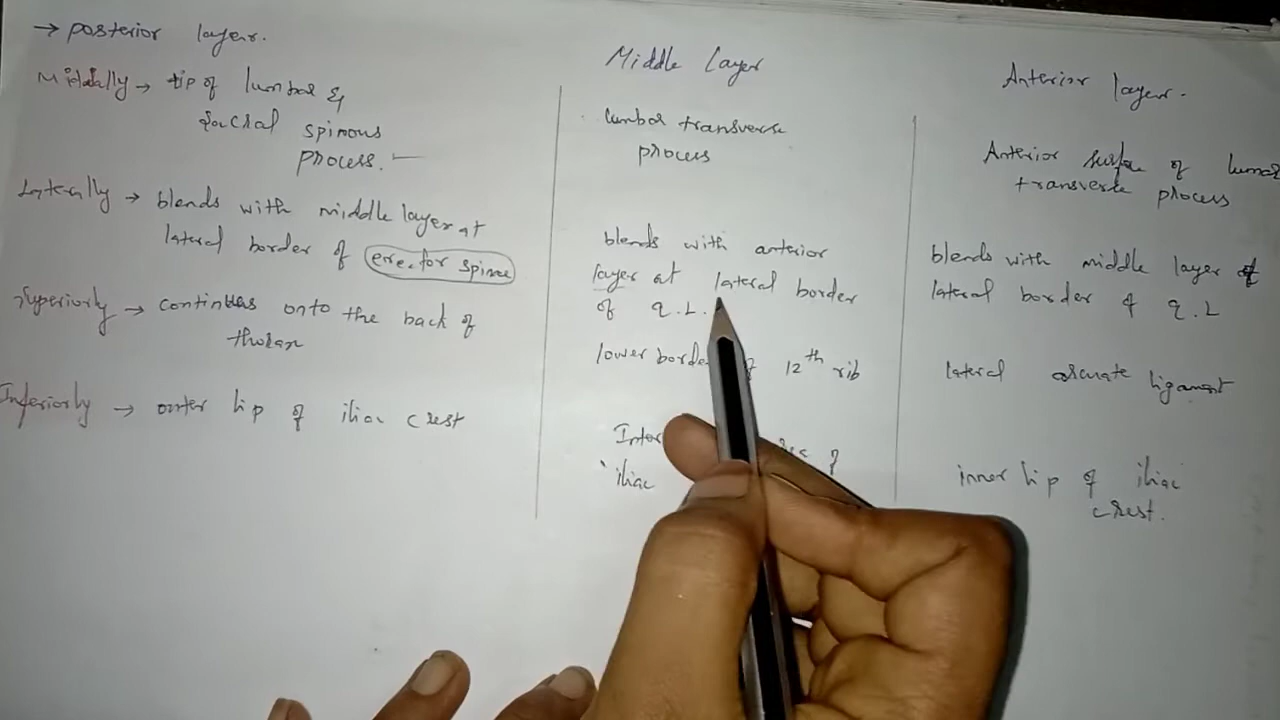 → posterior layer.
Midially → tip of lumbar &
sacral spinous
process.
Laterally → blends with middle layer at
lateral border of erector spinae
Superiorly → continues onto the back of
thorax
Inferiorly → outer lip of iliac crest
Middle Layer
lumbar transverse
process
blends with anterior
layer at lateral border
of q.L.
lower border of 12th rib
iliac
Anterior layer.
Anterior surface of lumbar
transverse process
blends with middle layer of
lateral border of q.L
lateral arcuate ligament
inner lip of iliac
crest.